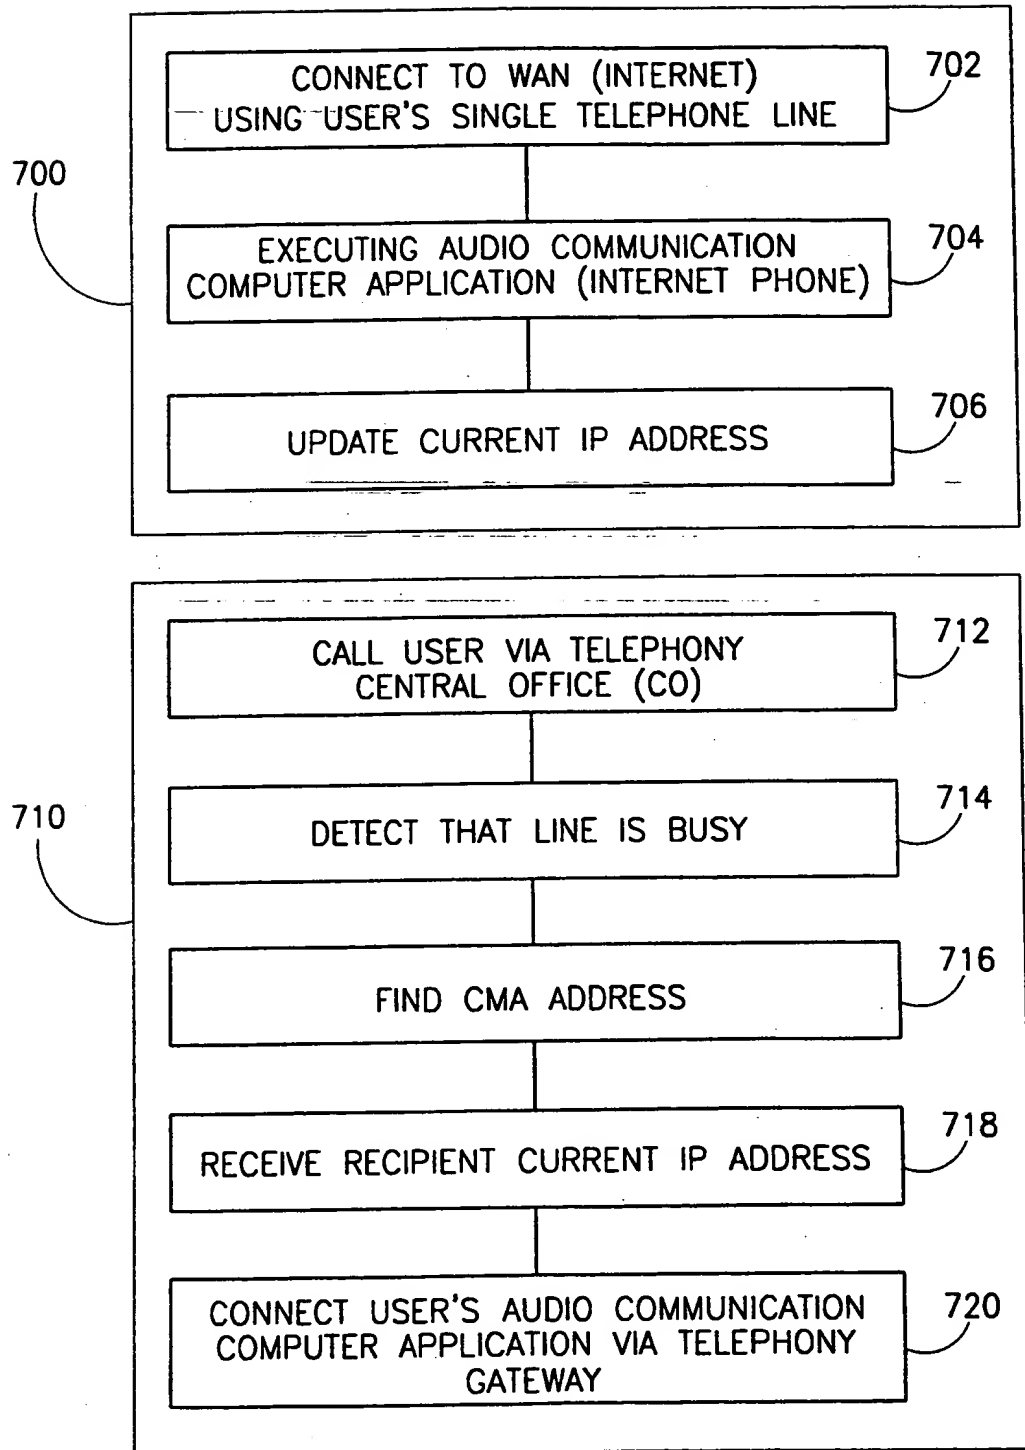 CONNECT TO WAN (INTERNET)
USING USER'S SINGLE TELEPHONE LINE
702
700
EXECUTING AUDIO COMMUNICATION
COMPUTER APPLICATION (INTERNET PHONE)
704
UPDATE CURRENT IP ADDRESS
706
CALL USER VIA TELEPHONY
CENTRAL OFFICE (CO)
712
710
DETECT THAT LINE IS BUSY
714
FIND CMA ADDRESS
716
RECEIVE RECIPIENT CURRENT IP ADDRESS
718
CONNECT USER'S AUDIO COMMUNICATION
COMPUTER APPLICATION VIA TELEPHONY
GATEWAY
720